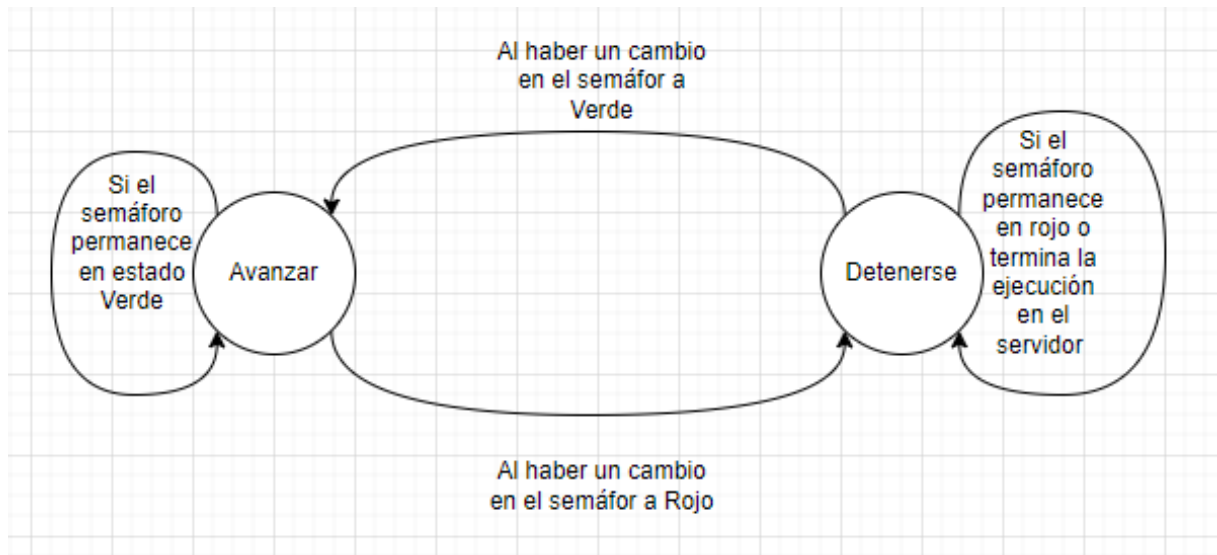 Al haber un cambio
en el semáfor a
Verde
Si el
semáforo
permanece
en estado
Verde
Avanzar
Detenerse
Si el
semáforo
permanece
en rojo o
termina la
ejecución
en el
servidor
Al haber un cambio
en el semáfor a Rojo